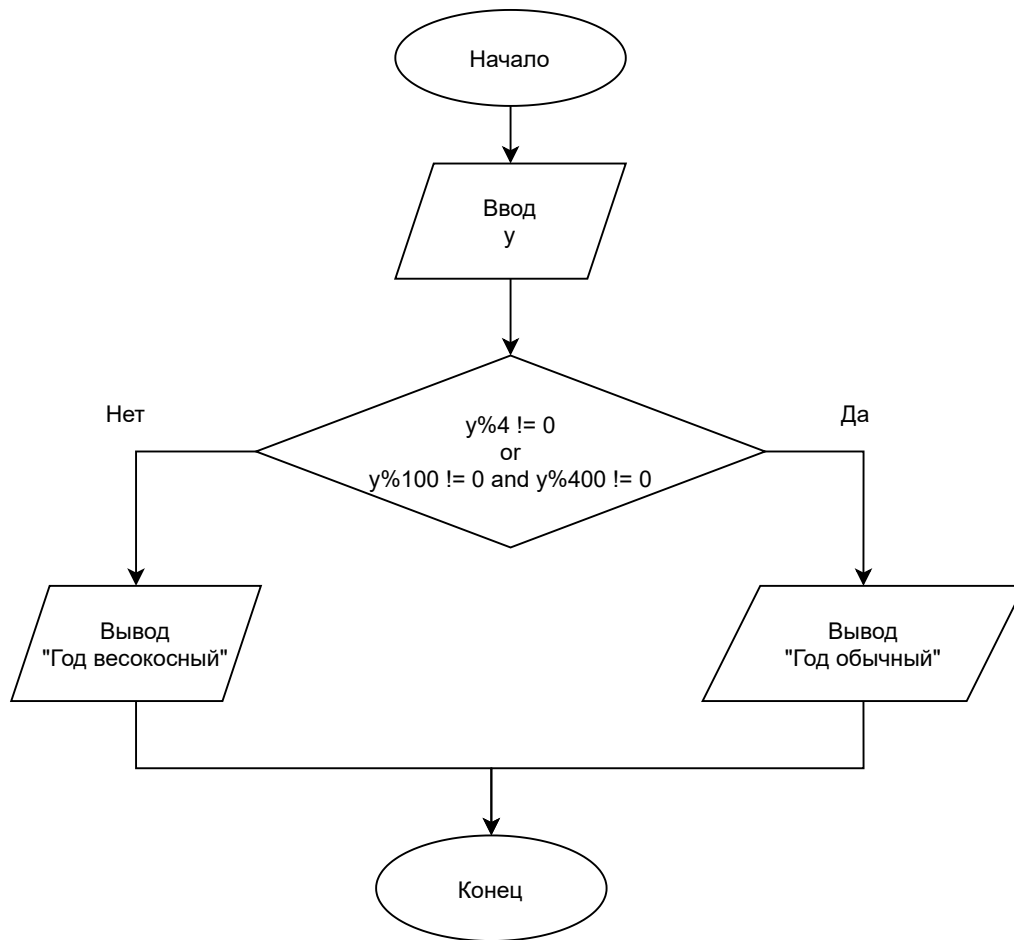 Начало
Ввод
y
Нет
Да
y%4 != 0
or
y%100 != 0 and y%400 != 0
Вывод
"Год весокосный"
Вывод
"Год обычный"
Конец